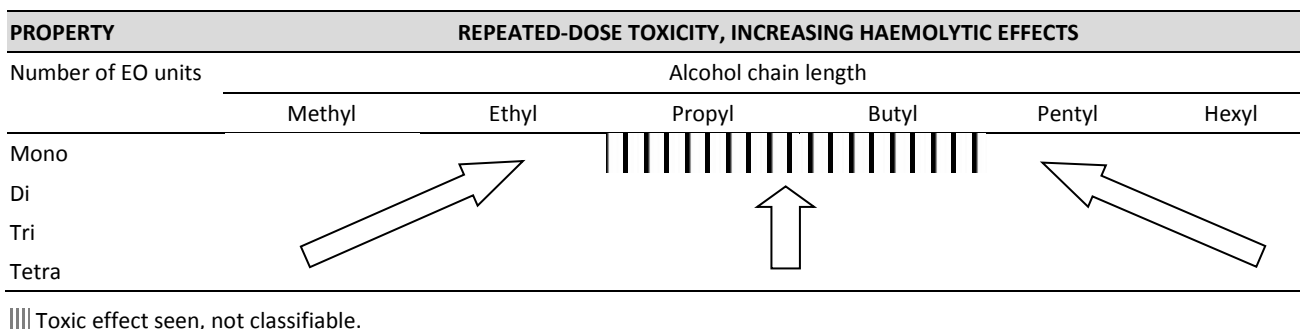 PROPERTY REPEATED-DOSE TOXICITY, INCREASING HAEMOLYTIC EFFECTS
Number of EO units Alcohol chain length
Methyl Ethyl Propyl Butyl Pentyl Hexyl
Mono
Di
Tri
Tetra
Toxic effect seen, not classifiable.